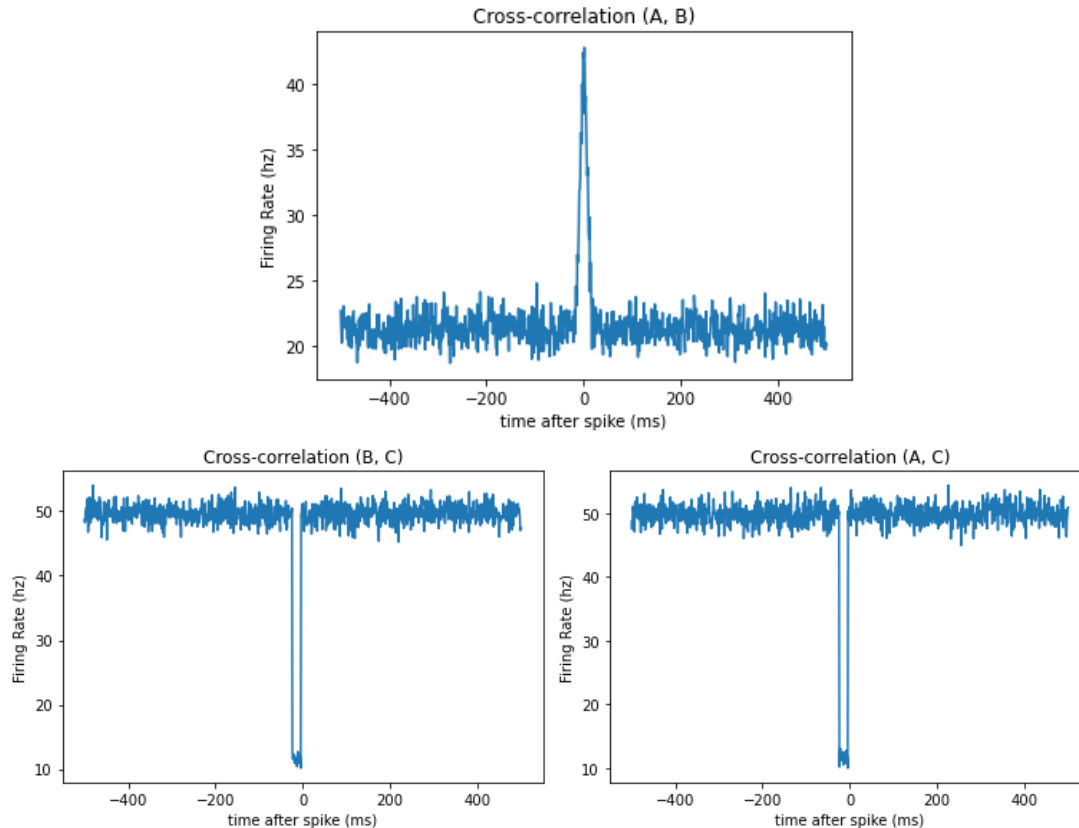 Cross-correlation (A, B)
Firing Rate (hz)
40
35
30
25
20
−400 −200 0 200 400
time after spike (ms)
Cross-correlation (B, C)
Firing Rate (hz)
50
40
30
20
10
−400 −200 0 200 400
time after spike (ms)
Cross-correlation (A, C)
Firing Rate (hz)
50
40
30
20
10
−400 −200 0 200 400
time after spike (ms)